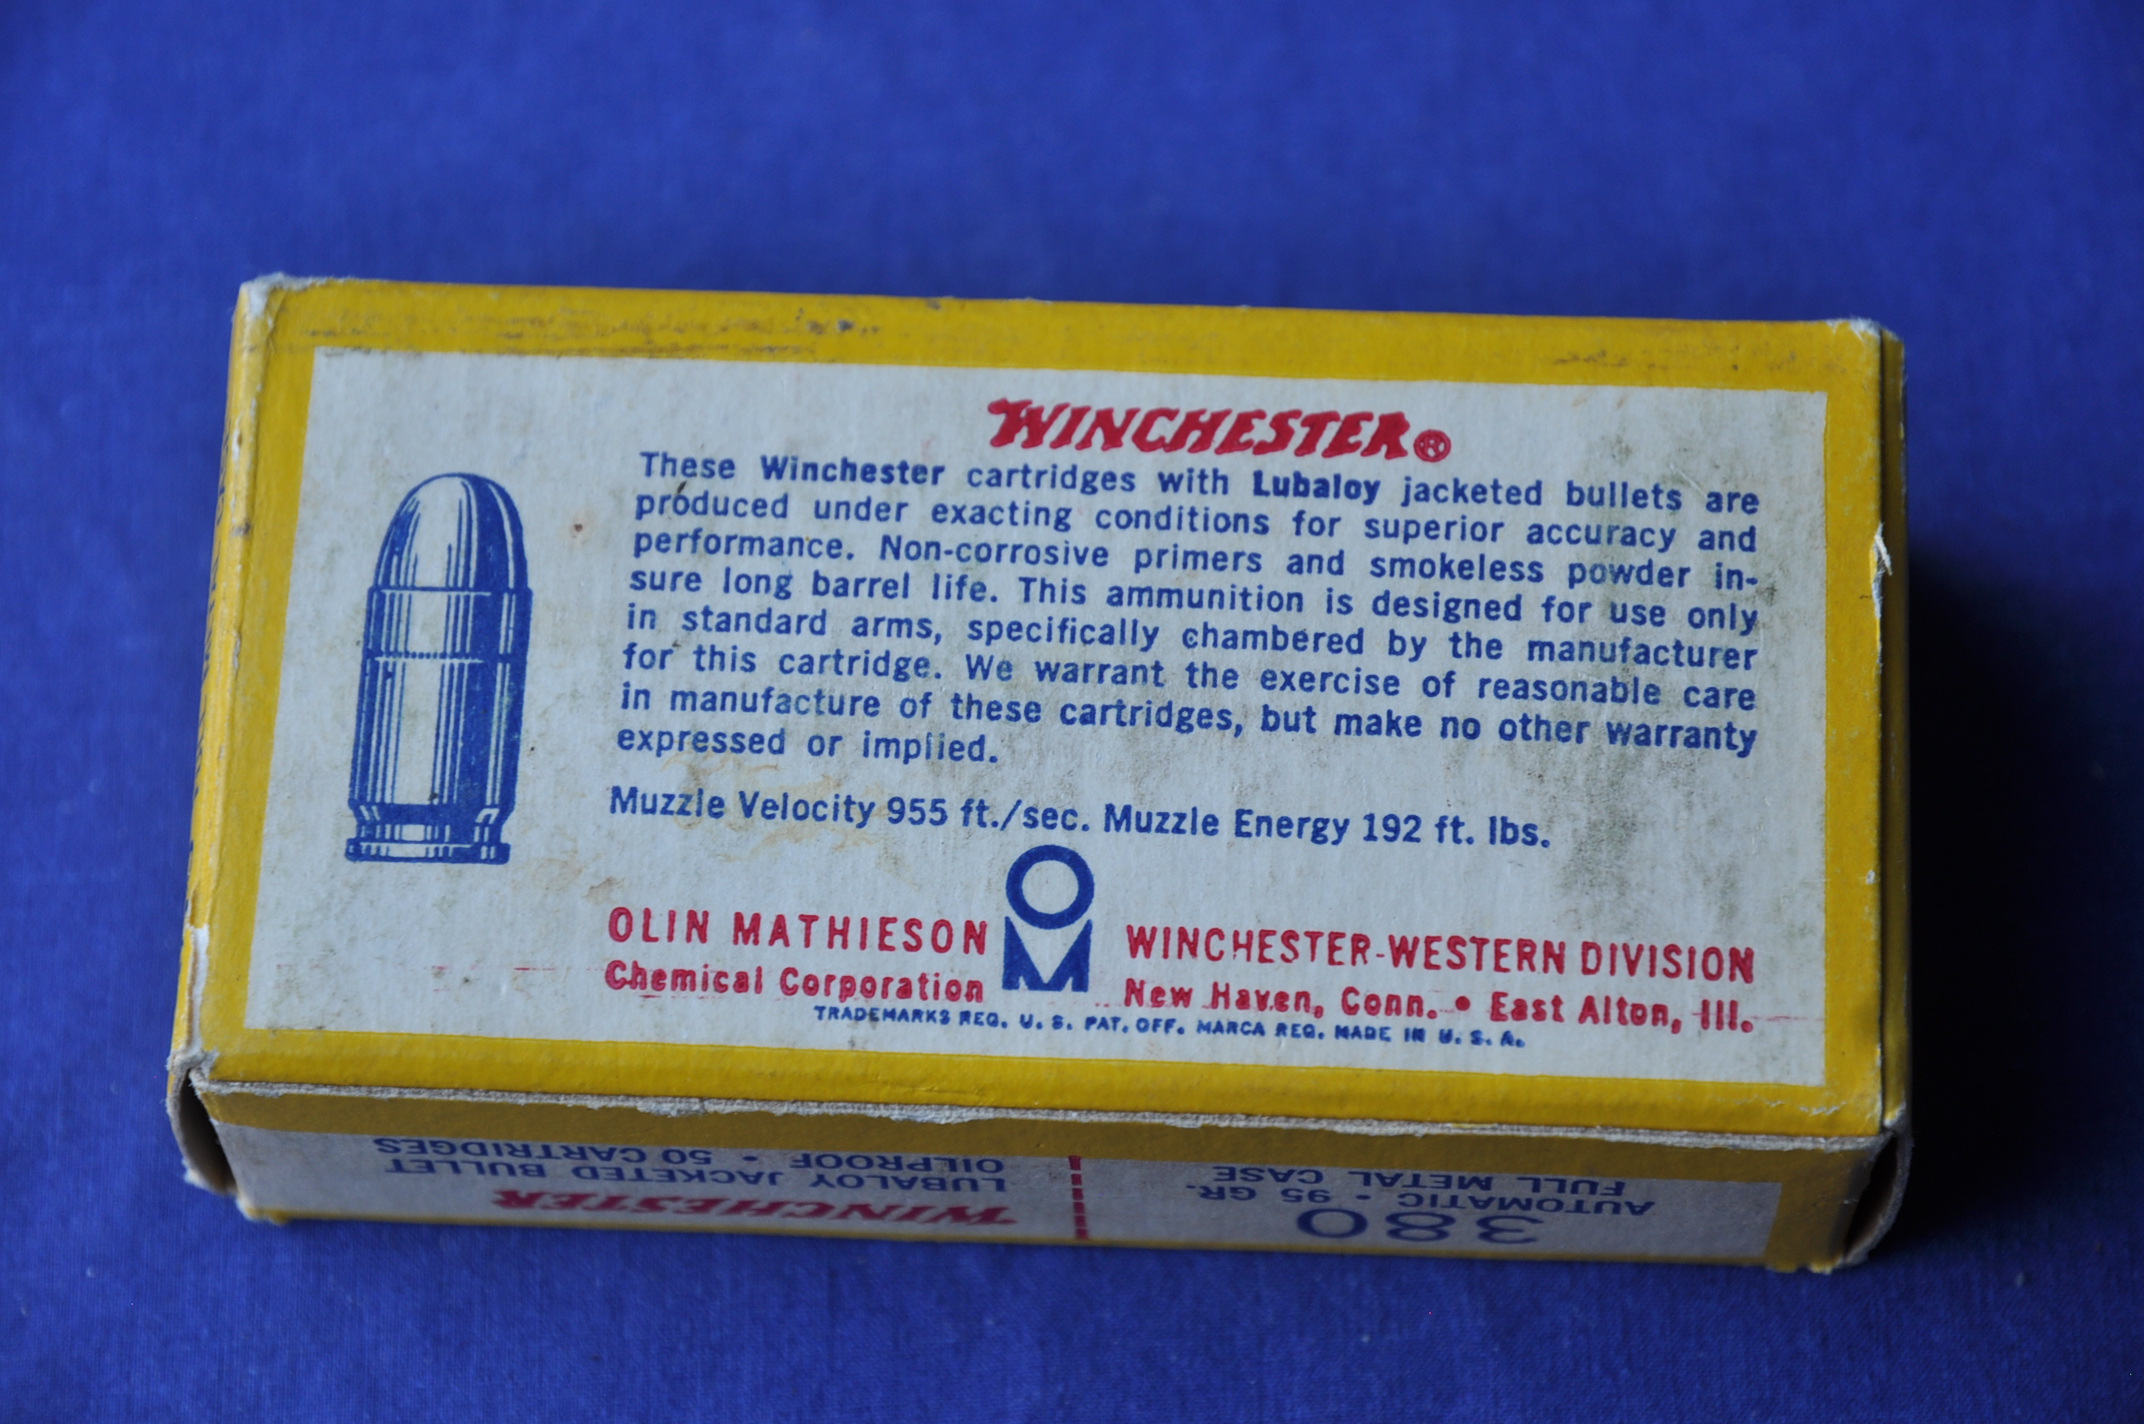 WINCHESTER®
These Winchester cartridges with Lubaloy jacketed bullets are
produced under exacting conditions for superior accuracy and
performance. Non-corrosive primers and smokeless powder in-
sure long barrel life. This ammunition is designed for use only
in standard arms, specifically chambered by the manufacturer
for this cartridge. We warrant the exercise of reasonable care
in manufacture of these cartridges, but make no other warranty
expressed or implied.
Muzzle Velocity 955 ft./sec. Muzzle Energy 192 ft. lbs.
OLIN MATHIESON
Chemical Corporation
OM
WINCHESTER-WESTERN DIVISION
New Haven, Conn. • East Alton, Ill.
TRADEMARKS REG. U. S. PAT. OFF. MARCA REG. MADE IN U. S. A.
380
AUTOMATIC • 95 GR.
FULL METAL CASE
WINCHESTER
LUBALOY JACKETED BULLET
OILPROOF • 50 CARTRIDGES